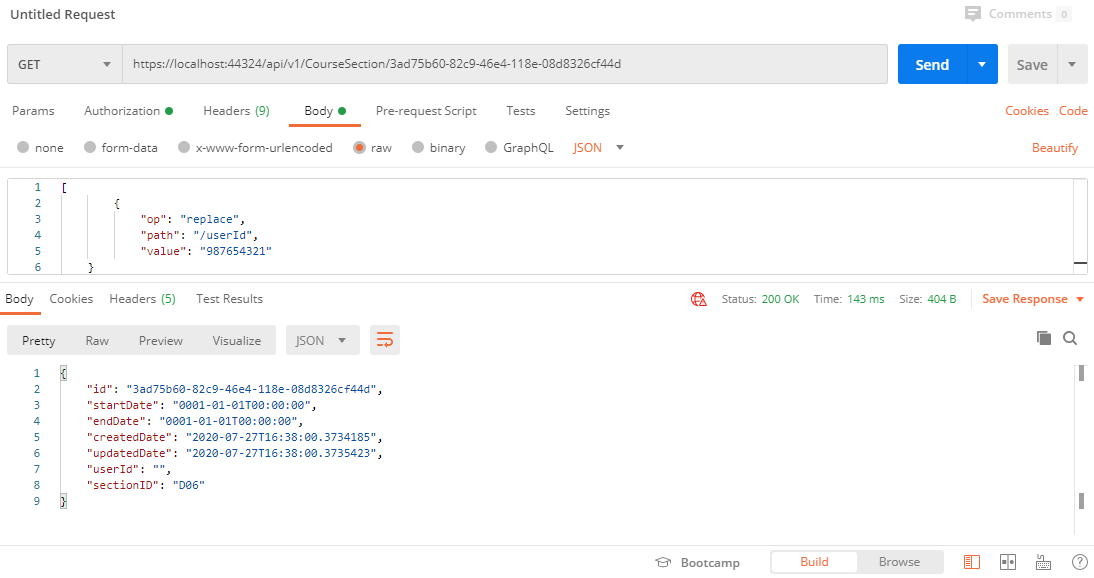 Untitled Request
Comments 0
GET https://localhost:44324/api/v1/CourseSection/3ad75b60-82c9-46e4-118e-08d8326cf44d Send Save
Params Authorization Headers (9) Body Pre-request Script Tests Settings Cookies Code
none form-data x-www-form-urlencoded raw binary GraphQL JSON Beautify
1 [
2 {
3 "op": "replace",
4 "path": "/userId",
5 "value": "987654321"
6 }
Body Cookies Headers (5) Test Results Status: 200 OK Time: 143 ms Size: 404 B Save Response
Pretty Raw Preview Visualize JSON
1 {
2 "id": "3ad75b60-82c9-46e4-118e-08d8326cf44d",
3 "startDate": "0001-01-01T00:00:00",
4 "endDate": "0001-01-01T00:00:00",
5 "createdDate": "2020-07-27T16:38:00.3734185",
6 "updatedDate": "2020-07-27T16:38:00.3735423",
7 "userId": "",
8 "sectionID": "D06"
9 }
Bootcamp Build Browse ?